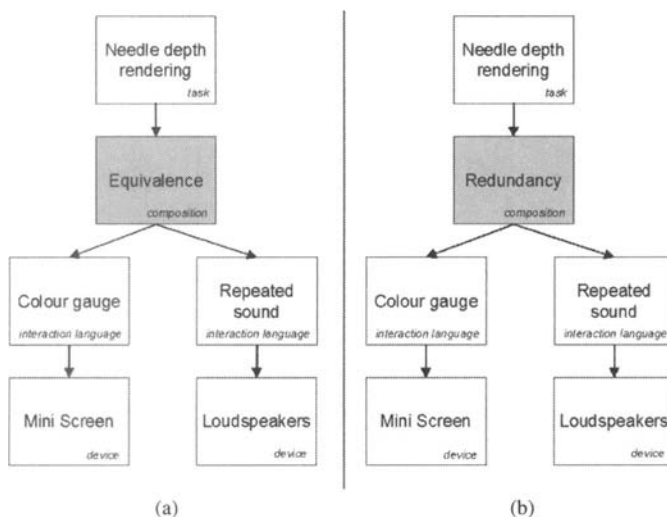 Needle depth
rendering
task
Equivalence
composition
Colour gauge
interaction language
Repeated
sound
interaction language
Mini Screen
device
Loudspeakers
device
(a)
Needle depth
rendering
task
Redundancy
composition
Colour gauge
interaction language
Repeated
sound
interaction language
Mini Screen
device
Loudspeakers
device
(b)